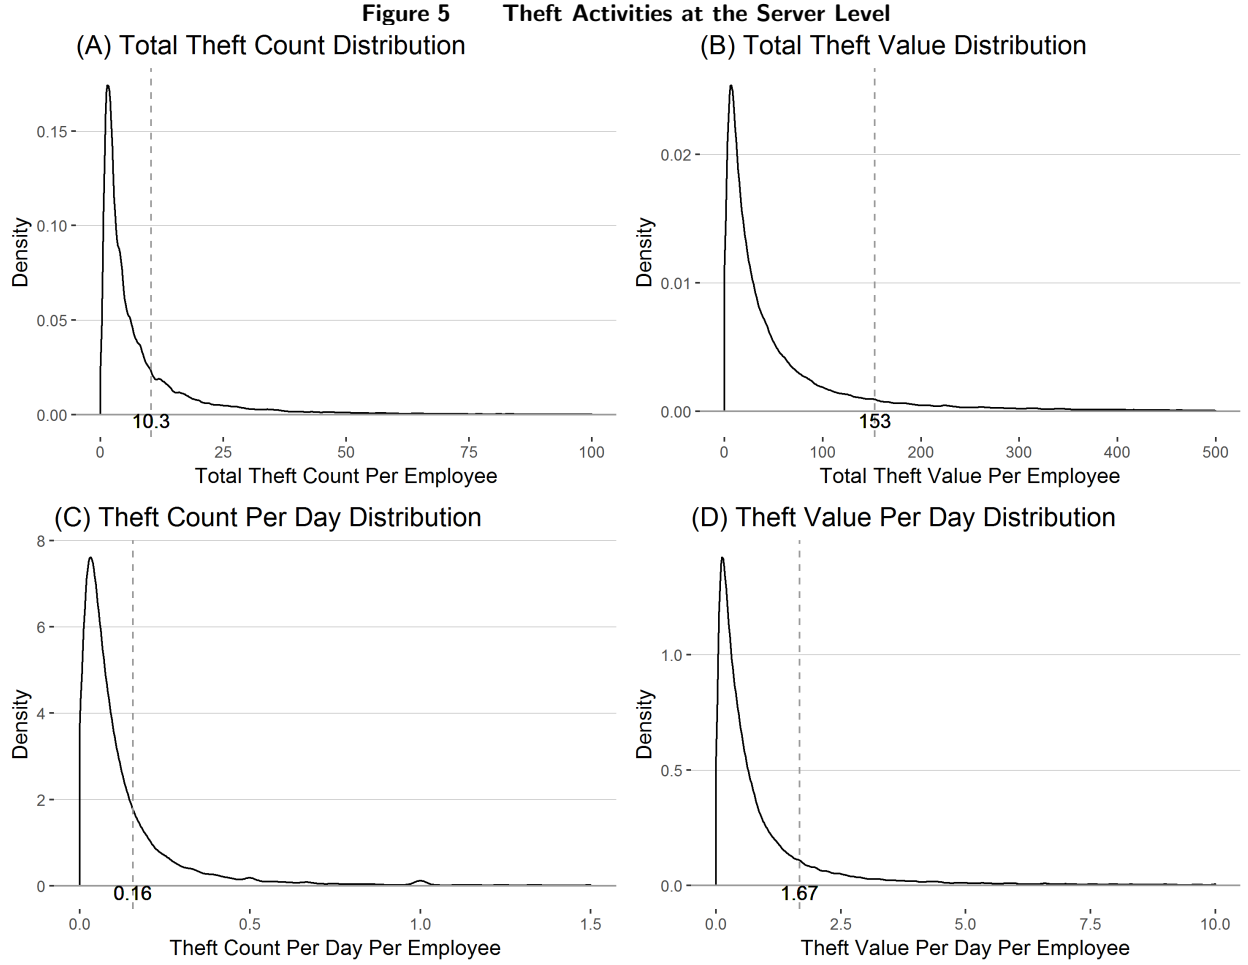 Figure 5 Theft Activities at the Server Level
(A) Total Theft Count Distribution
Density
0.15
0.10
0.05
0.00
10.3
0 25 50 75 100
Total Theft Count Per Employee
(B) Total Theft Value Distribution
Density
0.02
0.01
0.00
153
0 100 200 300 400 500
Total Theft Value Per Employee
(C) Theft Count Per Day Distribution
Density
8
6
4
2
0
0.16
0.0 0.5 1.0 1.5
Theft Count Per Day Per Employee
(D) Theft Value Per Day Distribution
Density
1.0
0.5
0.0
1.67
0.0 2.5 5.0 7.5 10.0
Theft Value Per Day Per Employee